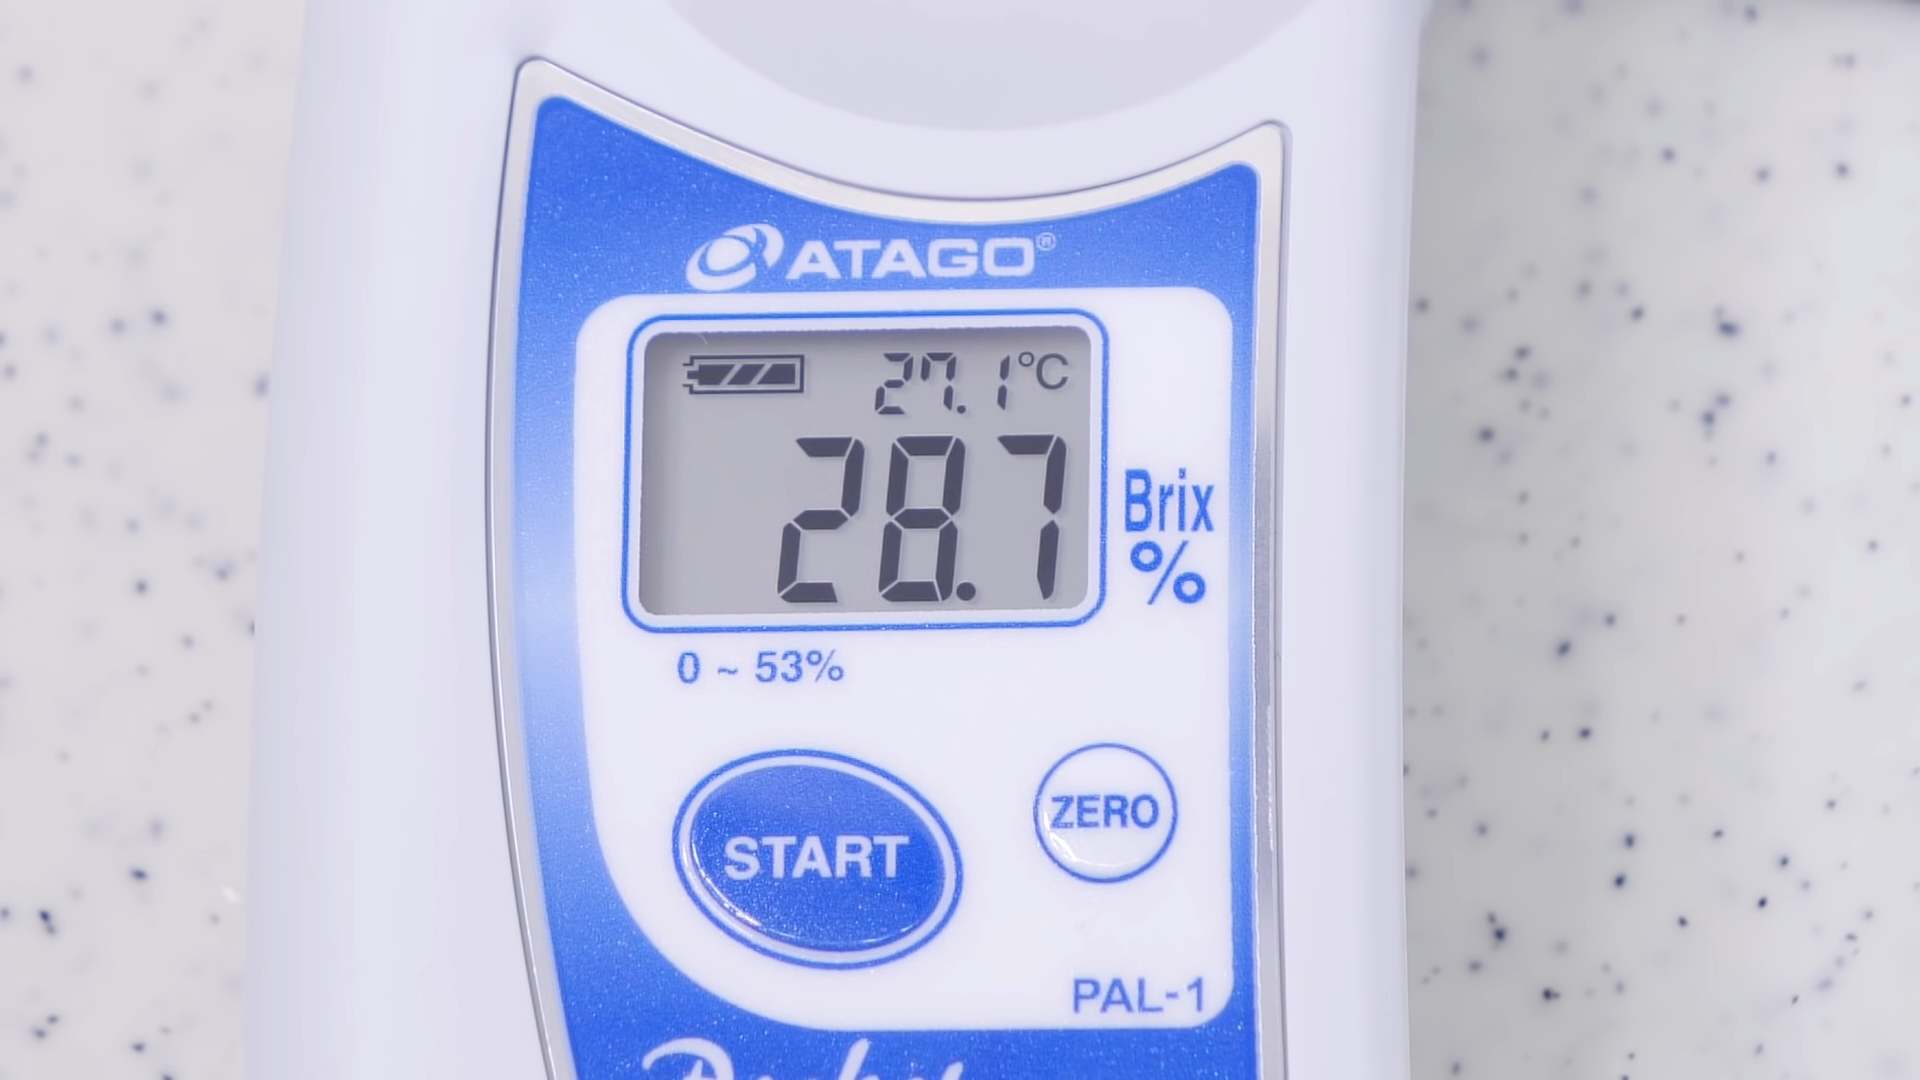 ATAGO®
27.1°C
28.7
Brix
%
0 ~ 53%
START
ZERO
PAL-1